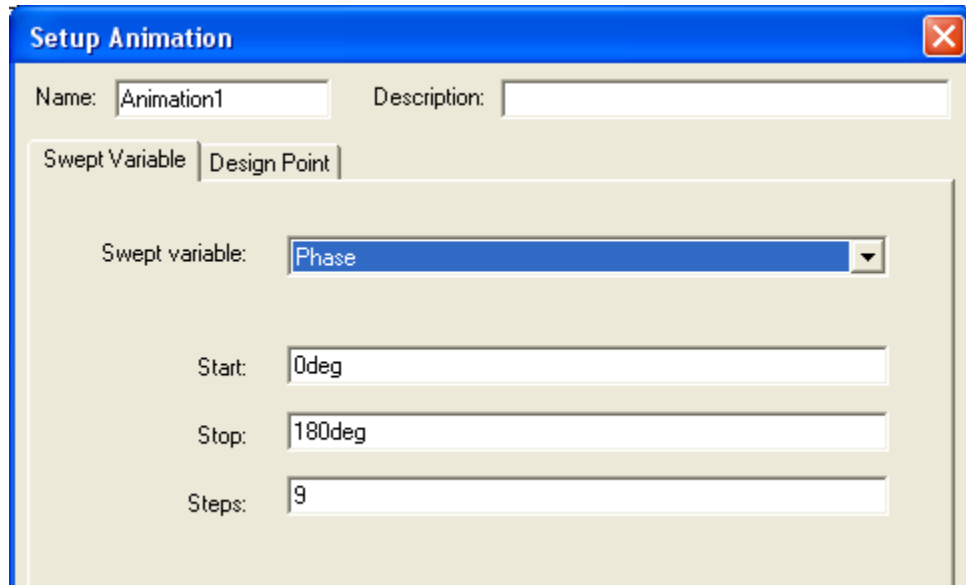 Setup Animation
Name: Animation1 Description:
Swept Variable Design Point
Swept variable: Phase
Start: 0deg
Stop: 180deg
Steps: 9